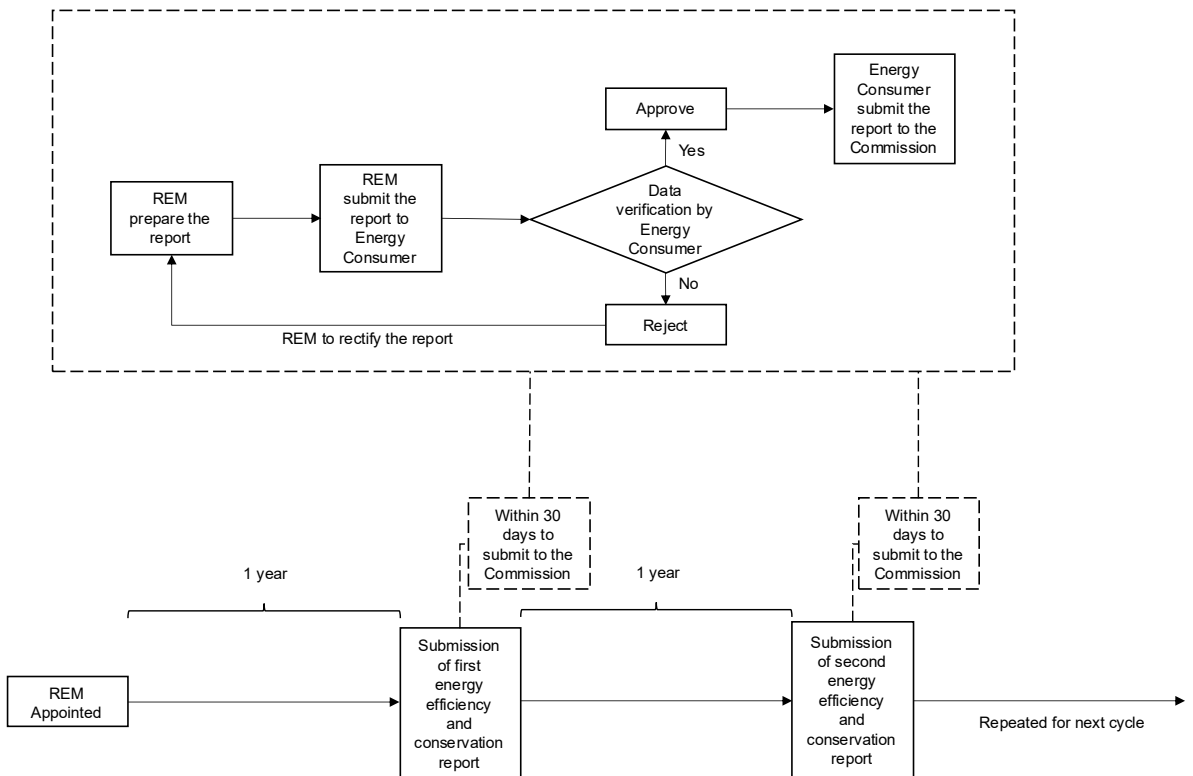 Energy
Consumer
submit the
report to the
Commission
Approve
Yes
REM
prepare the
report
REM
submit the
report to
Energy
Consumer
Data
verification by
Energy
Consumer
No
Reject
REM to rectify the report
Within 30
days to
submit to the
Commission
Within 30
days to
submit to the
Commission
1 year
1 year
REM
Appointed
Submission
of first
energy
efficiency
and
conservation
report
Submission
of second
energy
efficiency
and
conservation
report
Repeated for next cycle